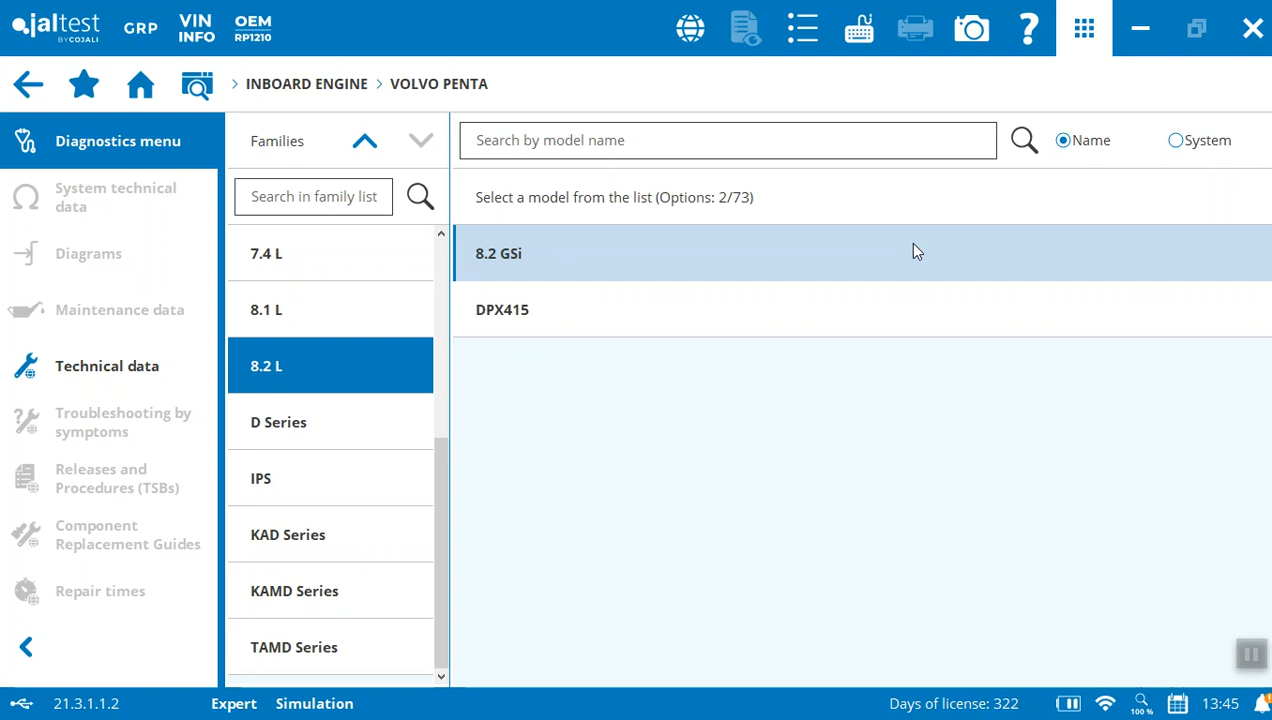 jaltest
BY COJALI
GRP
VIN
INFO
OEM
RP1210
> INBOARD ENGINE > VOLVO PENTA
Diagnostics menu
System technical
data
Diagrams
Maintenance data
Technical data
Troubleshooting by
symptoms
Releases and
Procedures (TSBs)
Component
Replacement Guides
Repair times
Families
Search in family list
7.4 L
8.1 L
8.2 L
D Series
IPS
KAD Series
KAMD Series
TAMD Series
Search by model name
Name
System
Select a model from the list (Options: 2/73)
8.2 GSi
DPX415
21.3.1.1.2
Expert
Simulation
Days of license: 322
100 %
13:45